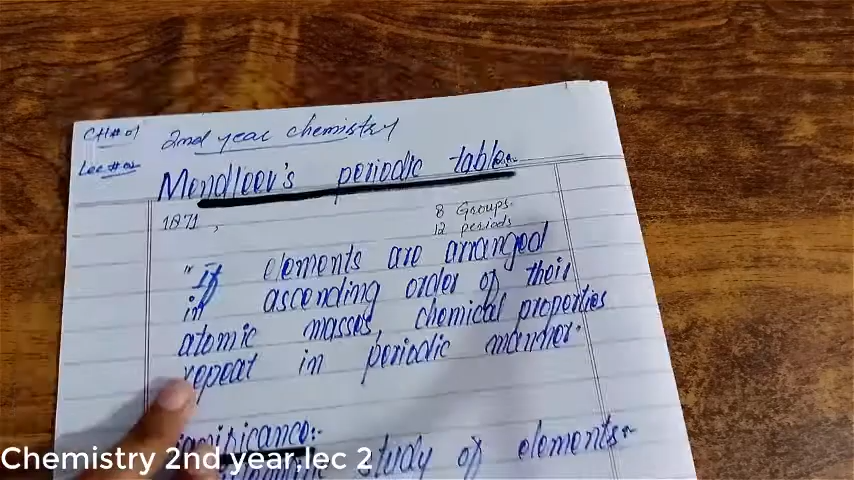 CH# 01
2nd year chemistry
Lec # 02
Mendleev's periodic table:-
1871,
8 Groups.
12 periods
"If elements are arranged
in ascending order of their
atomic masses, chemical properties
repeat in periodic manner.
study of elements:-
Chemistry 2nd year,lec 2